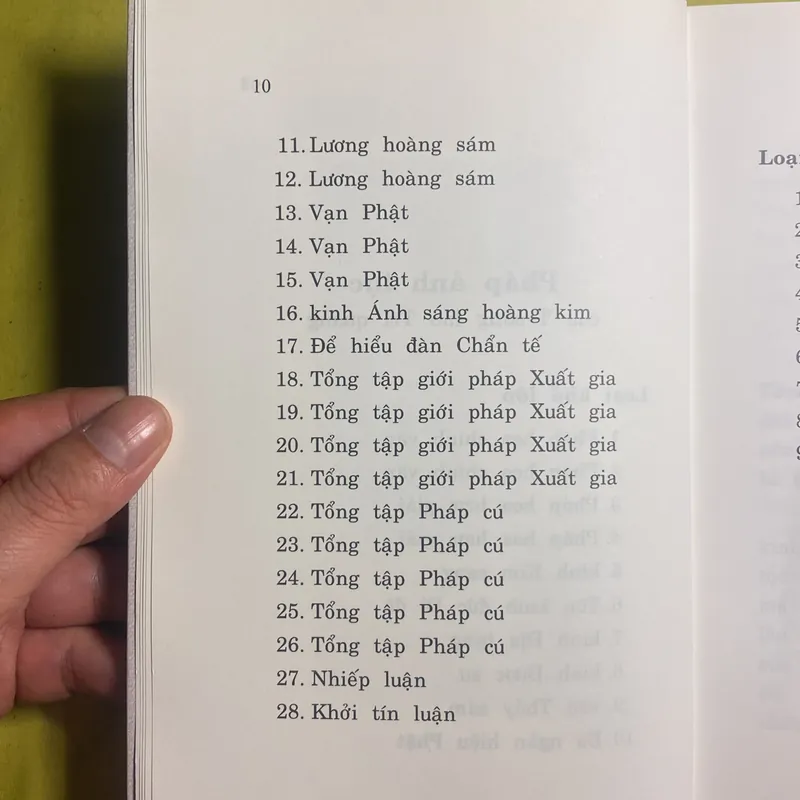 10
11. Lương hoàng sám
12. Lương hoàng sám
13. Vạn Phật
14. Vạn Phật
15. Vạn Phật
16. kinh Ánh sáng hoàng kim
17. Để hiểu đàn Chẩn tế
18. Tổng tập giới pháp Xuất gia
19. Tổng tập giới pháp Xuất gia
20. Tổng tập giới pháp Xuất gia
21. Tổng tập giới pháp Xuất gia
22. Tổng tập Pháp cú
23. Tổng tập Pháp cú
24. Tổng tập Pháp cú
25. Tổng tập Pháp cú
26. Tổng tập Pháp cú
27. Nhiếp luận
28. Khởi tín luận